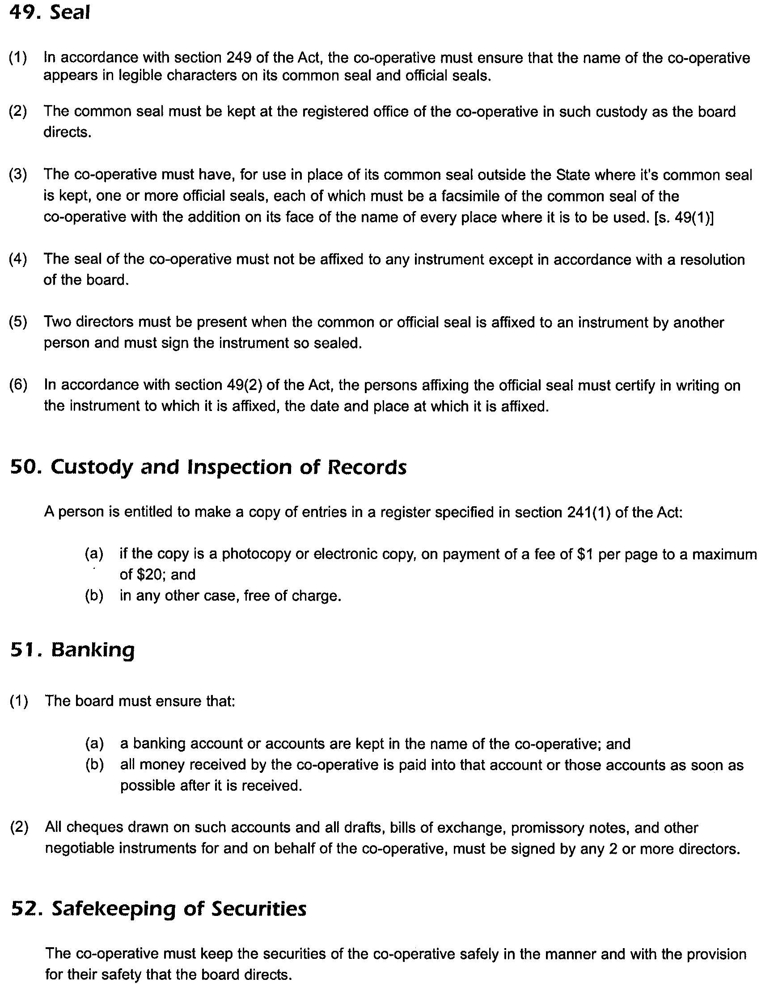 49. Seal
(1) In accordance with section 249 of the Act, the co-operative must ensure that the name of the co-operative
appears in legible characters on its common seal and official seals.
(2) The common seal must be kept at the registered office of the co-operative in such custody as the board
directs.
(3) The co-operative must have, for use in place of its common seal outside the State where it's common seal
is kept, one or more official seals, each of which must be a facsimile of the common seal of the
co-operative with the addition on its face of the name of every place where it is to be used. [s. 49(1)]
(4) The seal of the co-operative must not be affixed to any instrument except in accordance with a resolution
of the board.
(5) Two directors must be present when the common or official seal is affixed to an instrument by another
person and must sign the instrument so sealed.
(6) In accordance with section 49(2) of the Act, the persons affixing the official seal must certify in writing on
the instrument to which it is affixed, the date and place at which it is affixed.
50. Custody and Inspection of Records
A person is entitled to make a copy of entries in a register specified in section 241(1) of the Act:
(a) if the copy is a photocopy or electronic copy, on payment of a fee of $1 per page to a maximum
of $20; and
(b) in any other case, free of charge.
51. Banking
(1) The board must ensure that:
(a) a banking account or accounts are kept in the name of the co-operative; and
(b) all money received by the co-operative is paid into that account or those accounts as soon as
possible after it is received.
(2) All cheques drawn on such accounts and all drafts, bills of exchange, promissory notes, and other
negotiable instruments for and on behalf of the co-operative, must be signed by any 2 or more directors.
52. Safekeeping of Securities
The co-operative must keep the securities of the co-operative safely in the manner and with the provision
for their safety that the board directs.